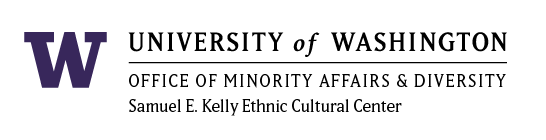 W
UNIVERSITY of WASHINGTON
OFFICE OF MINORITY AFFAIRS & DIVERSITY
Samuel E. Kelly Ethnic Cultural Center